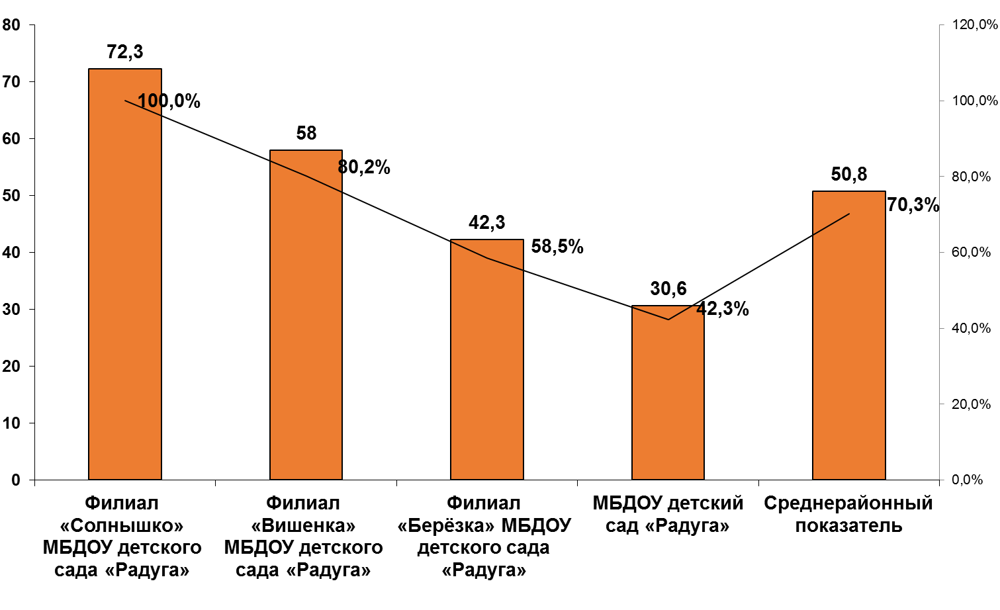 80
70
60
50
40
30
20
10
0
120,0%
100,0%
80,0%
60,0%
40,0%
20,0%
0,0%
72,3
58
42,3
30,6
50,8
100,0%
80,2%
58,5%
42,3%
70,3%
Филиал
«Солнышко»
МБДОУ детского
сада «Радуга»
Филиал
«Вишенка»
МБДОУ детского
сада «Радуга»
Филиал
«Берёзка» МБДОУ
детского сада
«Радуга»
МБДОУ детский
сад «Радуга»
Среднерайонный
показатель